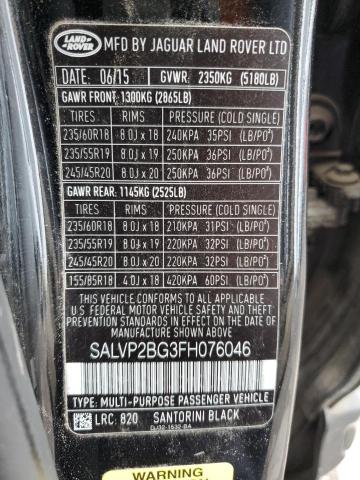 LAND-
ROVER
MFD BY JAGUAR LAND ROVER LTD
DATE: 06/15 GVWR: 2350KG (5180LB)
GAWR FRONT: 1300KG (2865LB)
TIRES RIMS PRESSURE (COLD SINGLE)
235/60R18 8.0J x 18 240KPA 35PSI (LB/PO²)
235/55R19 8.0J x 19 250KPA 36PSI (LB/PO²)
245/45R20 8.0J x 20 250KPA 36PSI (LB/PO²)
GAWR REAR: 1145KG (2525LB)
TIRES RIMS PRESSURE (COLD SINGLE)
235/60R18 8.0J x 18 210KPA 31PSI (LB/PO²)
235/55R19 8.0J x 19 220KPA 32PSI (LB/PO²)
245/45R20 8.0J x 20 220KPA 32PSI (LB/PO²)
155/85R18 4.0J x 18 420KPA 60PSI (LB/PO²)
THIS VEHICLE CONFORMS TO ALL APPLICABLE
U.S. FEDERAL MOTOR VEHICLE SAFETY
STANDARDS IN EFFECT ON THE DATE OF
MANUFACTURE SHOWN ABOVE.
SALVP2BG3FH076046
TYPE: MULTI-PURPOSE PASSENGER VEHICLE
LRC: 820 SANTORINI BLACK
DJ32-1532-BA
WARNING